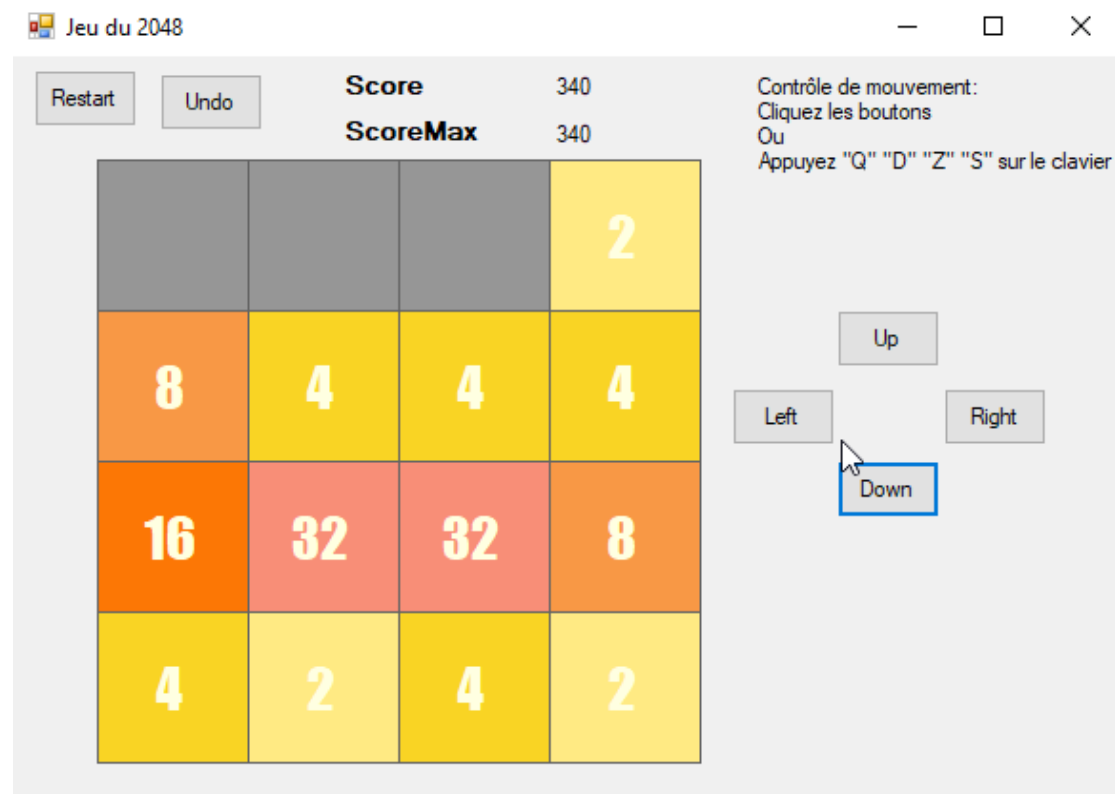 Jeu du 2048
Restart Undo Score 340
ScoreMax 340
Contrôle de mouvement:
Cliquez les boutons
Ou
Appuyez "Q" "D" "Z" "S" sur le clavier
2
8 4 4 4
16 32 32 8
4 2 4 2
Up
Left Right
Down